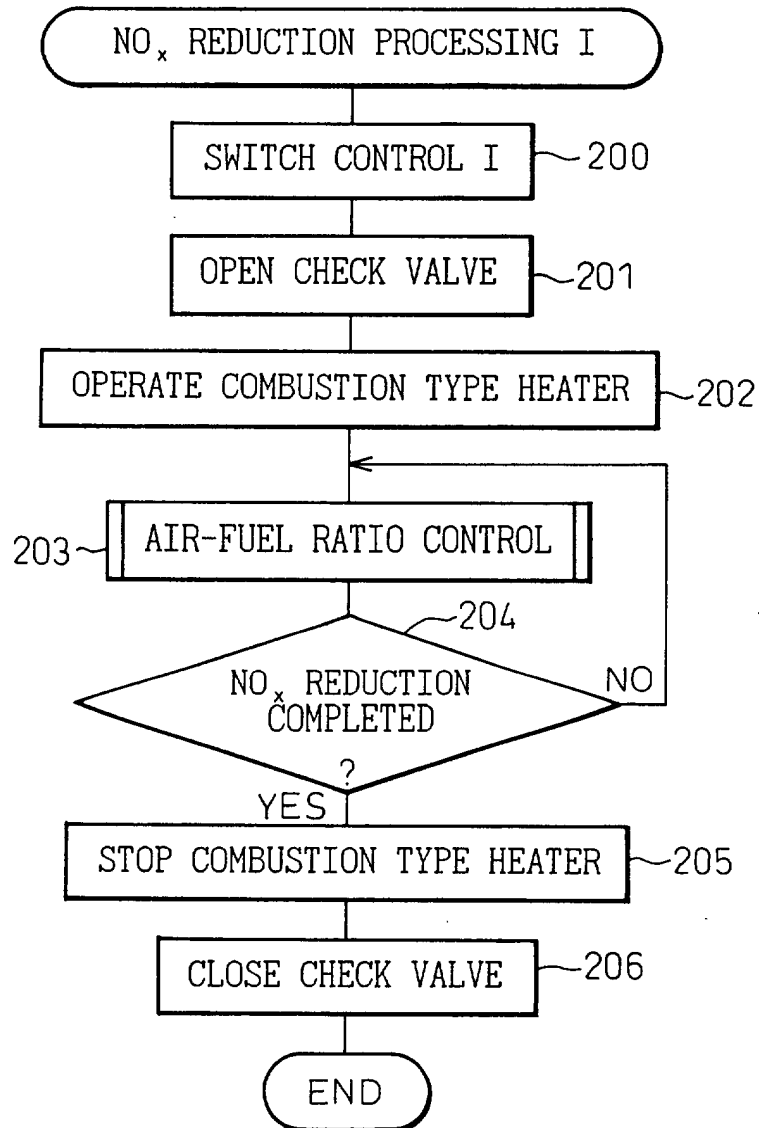 NOx REDUCTION PROCESSING I
SWITCH CONTROL I
200
OPEN CHECK VALVE
201
OPERATE COMBUSTION TYPE HEATER
202
203
AIR-FUEL RATIO CONTROL
204
NOx REDUCTION
COMPLETED
?
NO
YES
STOP COMBUSTION TYPE HEATER
205
CLOSE CHECK VALVE
206
END